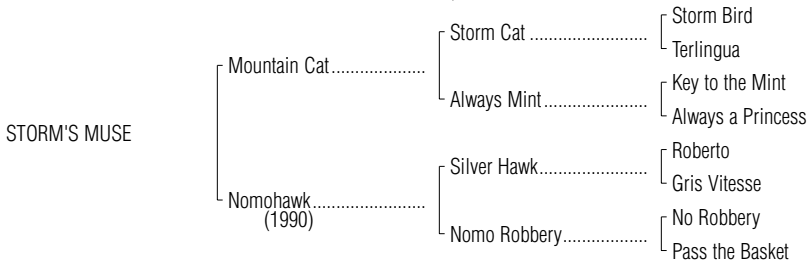 Storm Bird
Storm Cat ..........................
Terlingua
Mountain Cat.....................
Key to the Mint
Always Mint.......................
Always a Princess
STORM'S MUSE
Roberto
Silver Hawk........................
Gris Vitesse
Nomohawk.........................
(1990)
No Robbery
Nomo Robbery...................
Pass the Basket